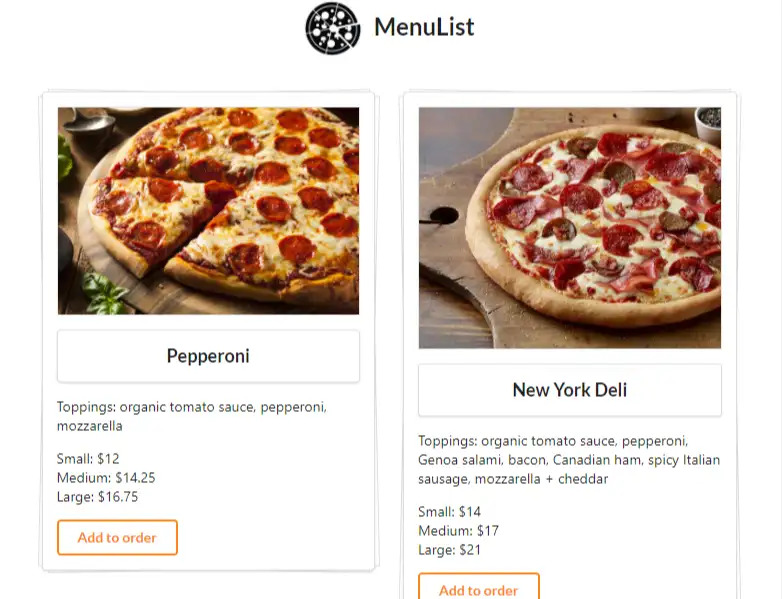 MenuList
Pepperoni
Toppings: organic tomato sauce, pepperoni,
mozzarella
Small: $12
Medium: $14.25
Large: $16.75
Add to order
New York Deli
Toppings: organic tomato sauce, pepperoni,
Genoa salami, bacon, Canadian ham, spicy Italian
sausage, mozzarella + cheddar
Small: $14
Medium: $17
Large: $21
Add to order